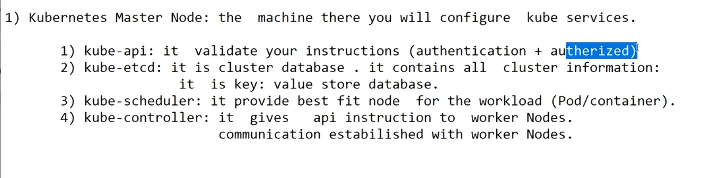 1) Kubernetes Master Node: the machine there you will configure kube services.
1) kube-api: it validate your instructions (authentication + autherized)
2) kube-etcd: it is cluster database . it contains all cluster information:
it is key: value store database.
3) kube-scheduler: it provide best fit node for the workload (Pod/container).
4) kube-controller: it gives api instruction to worker Nodes.
communication estabilished with worker Nodes.